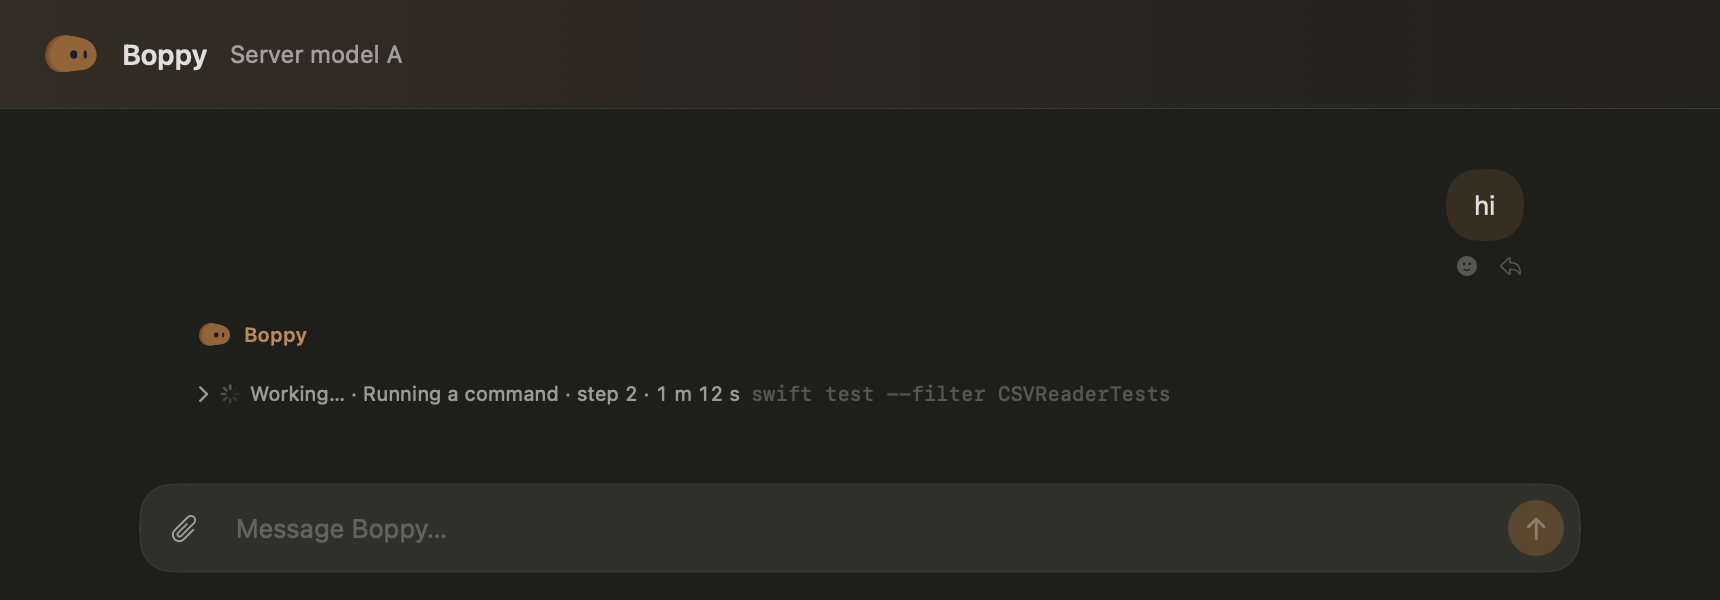 Boppy Server model A
hi
Boppy
Working... · Running a command · step 2 · 1 m 12 s swift test --filter CSVReaderTests
Message Boppy...